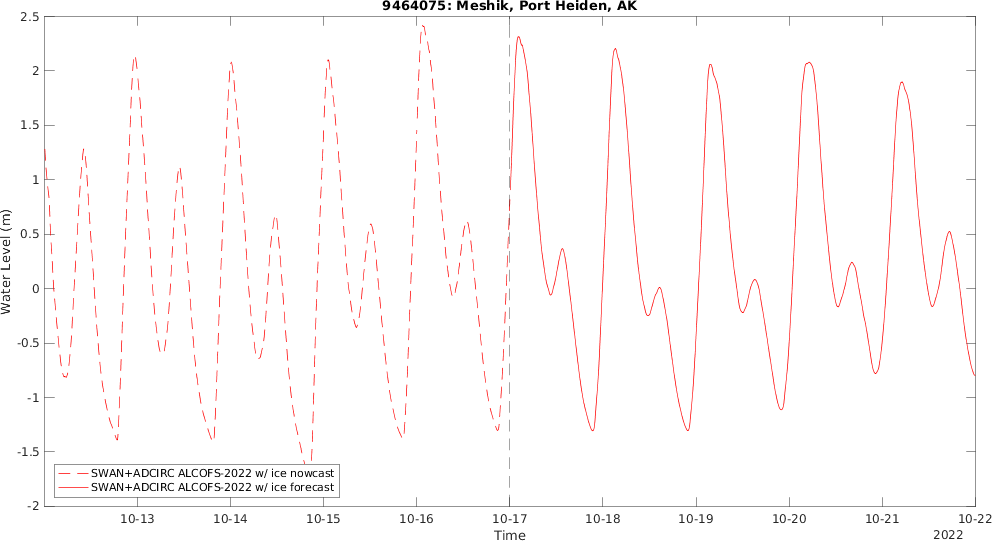 9464075: Meshik, Port Heiden, AK
2.5
2
1.5
1
0.5
0
-0.5
-1
-1.5
-2
Water Level (m)
SWAN+ADCIRC ALCOFS-2022 w/ ice nowcast
SWAN+ADCIRC ALCOFS-2022 w/ ice forecast
10-13 10-14 10-15 10-16 10-17 10-18 10-19 10-20 10-21 10-22
Time
2022